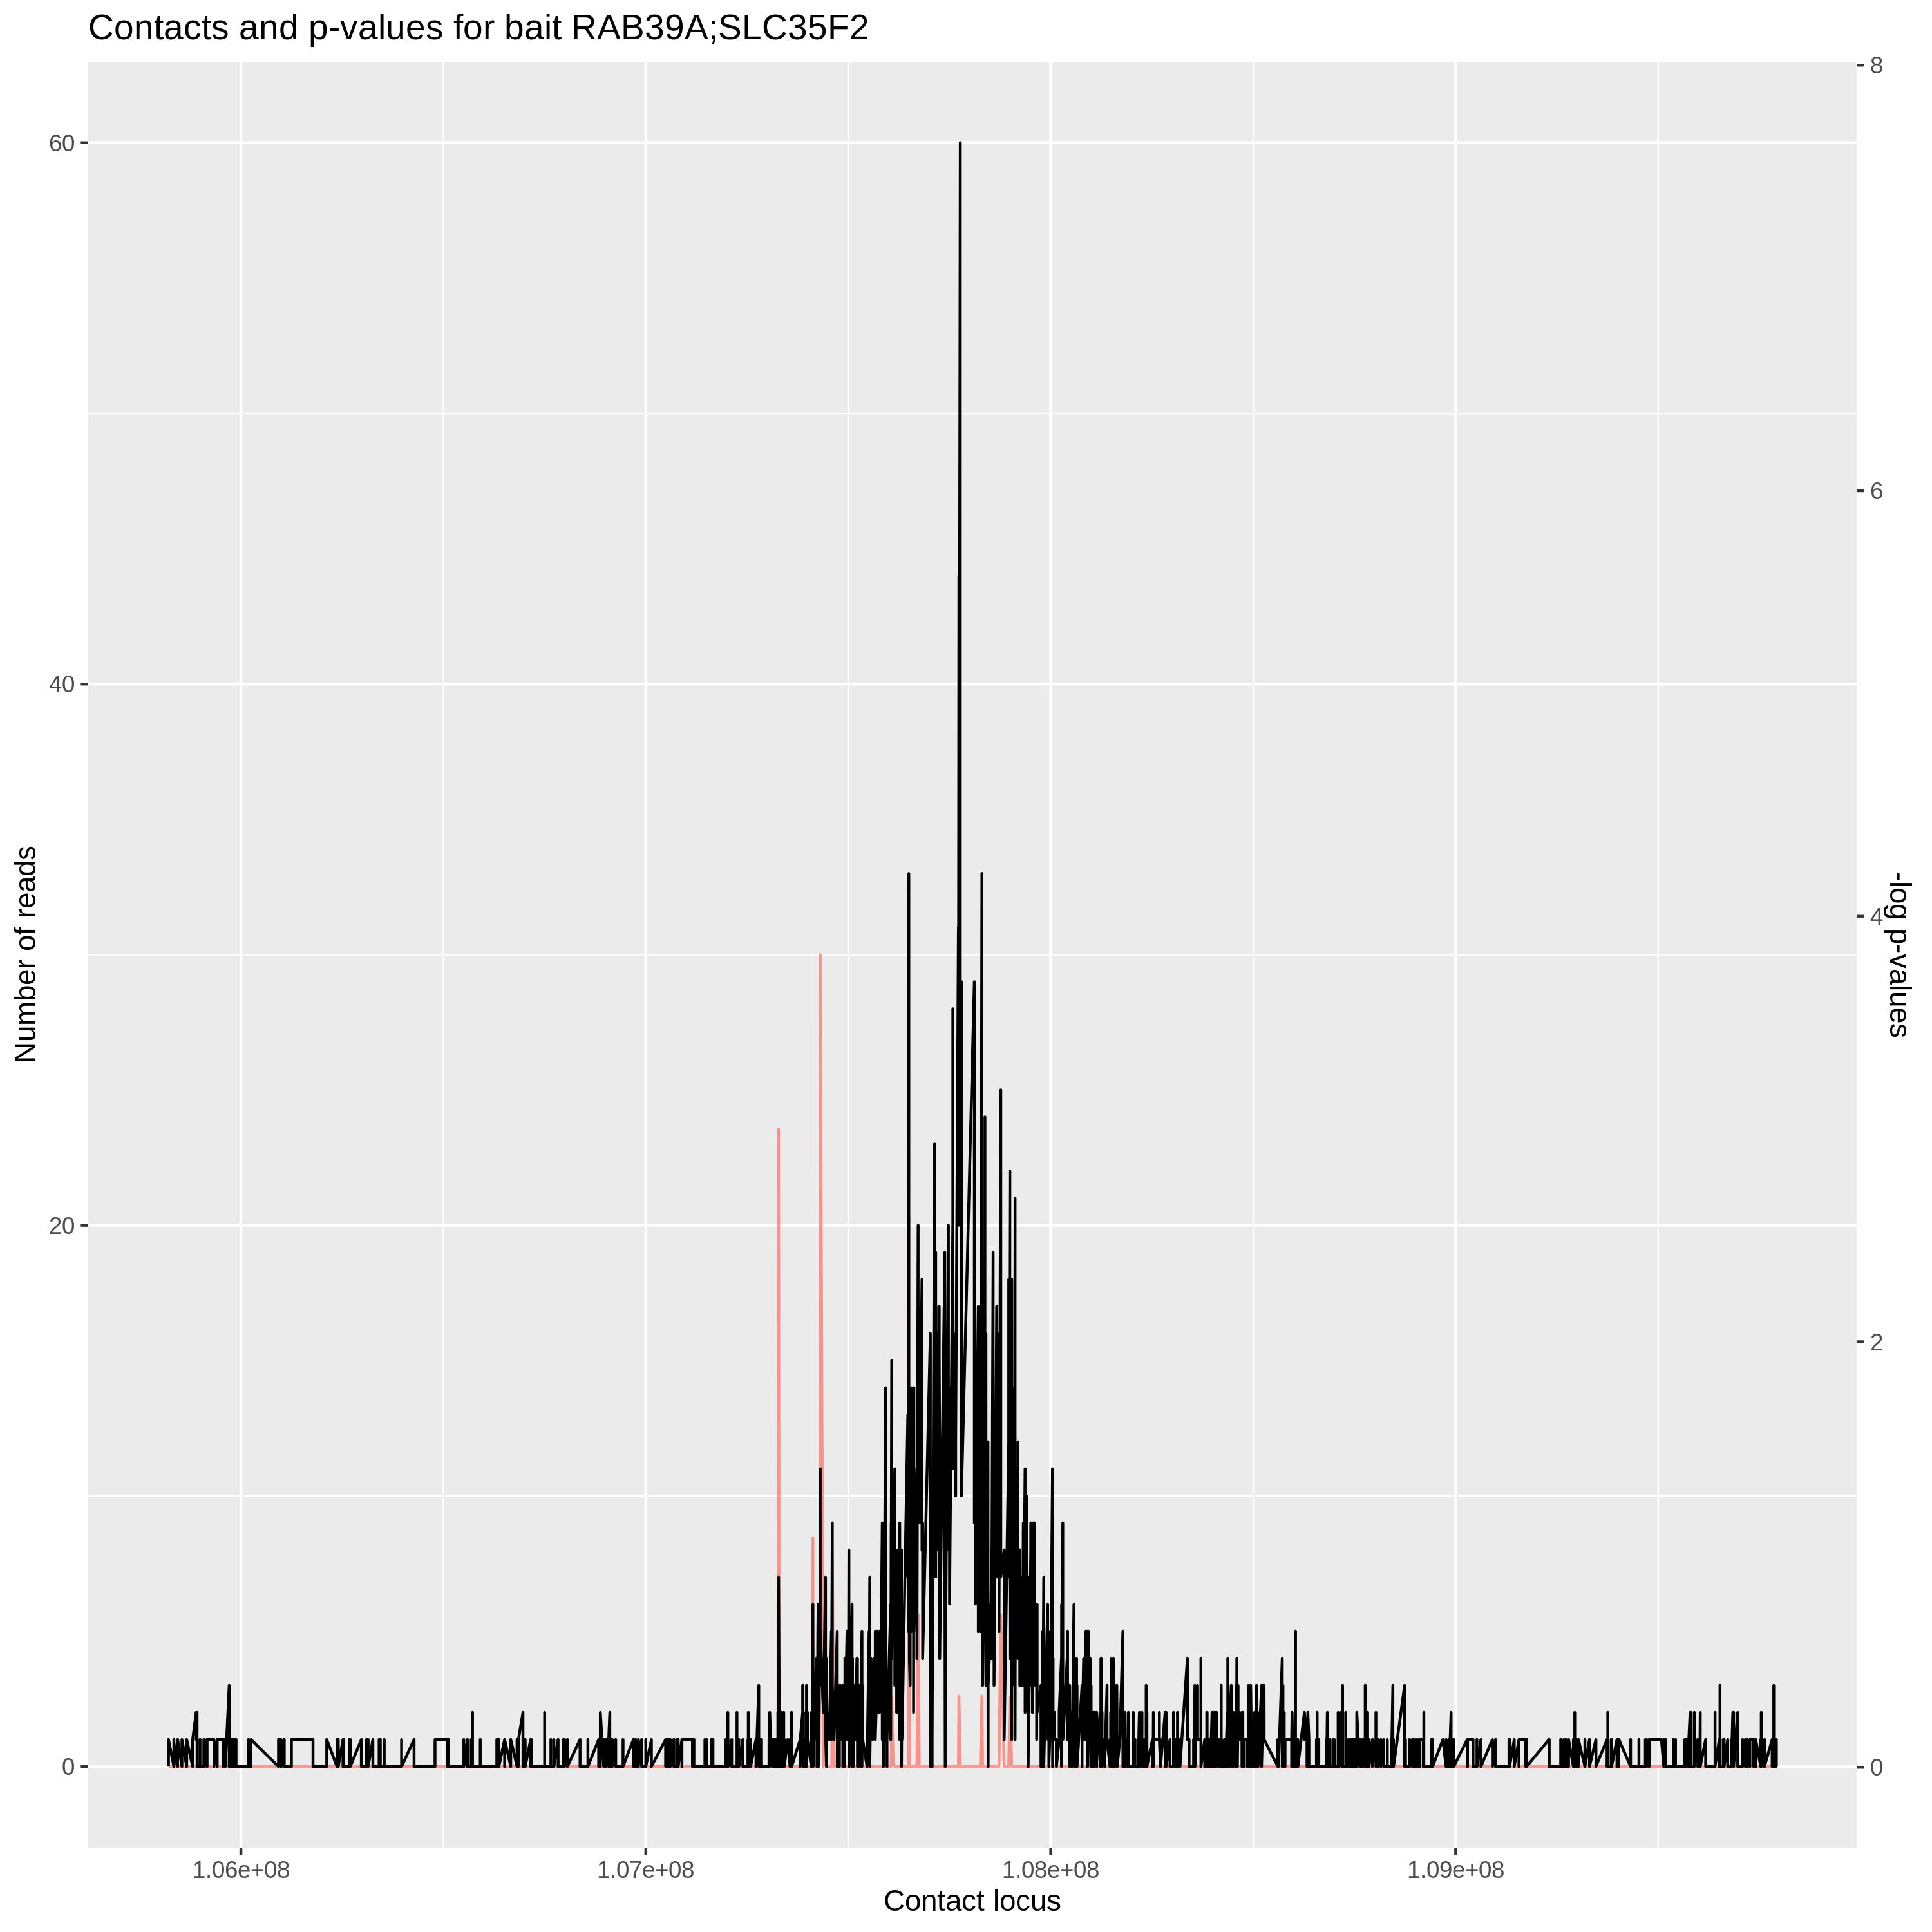 Contacts and p-values for bait RAB39A;SLC35F2
8
60
6
40
4
20
2
0
0
Number of reads
-log p-values
1.06e+08
1.07e+08
1.08e+08
1.09e+08
Contact locus